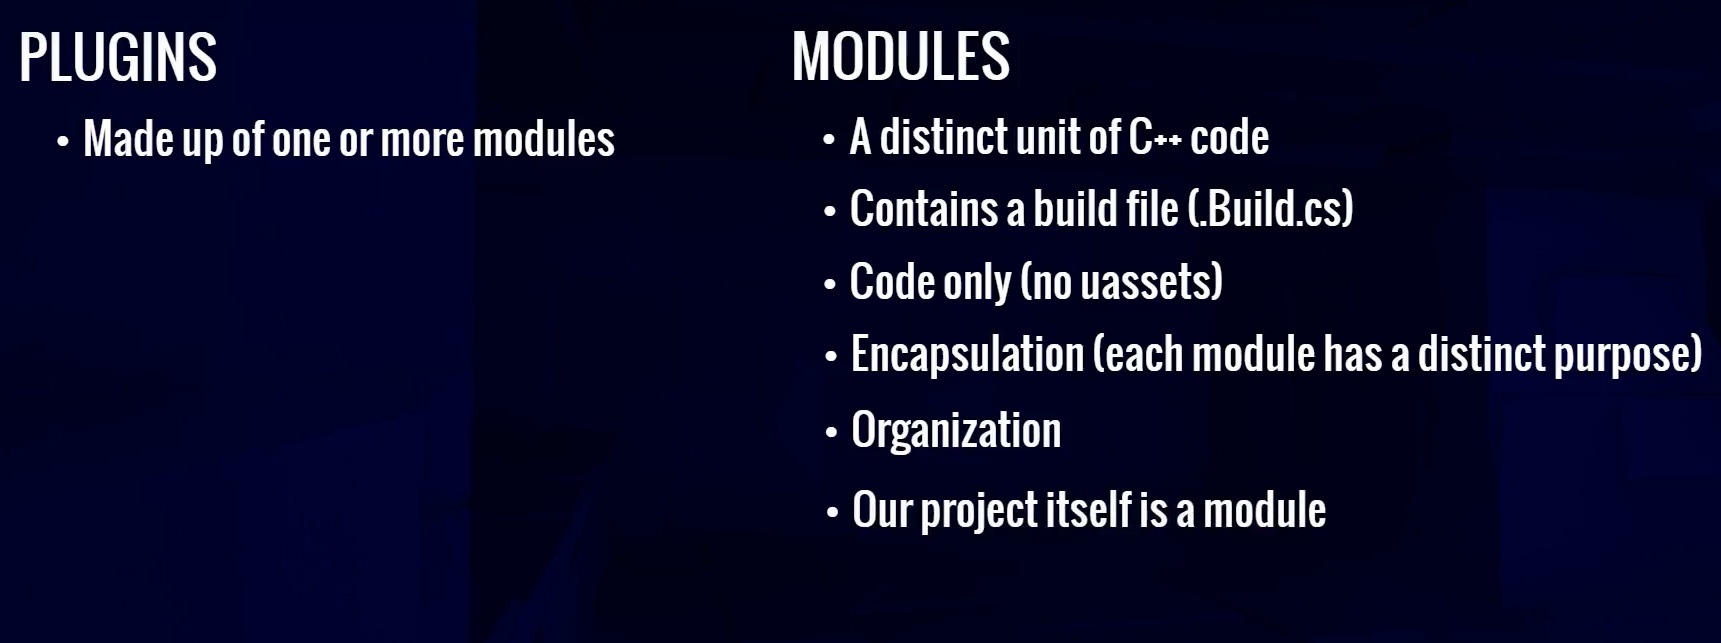 PLUGINS
• Made up of one or more modules
MODULES
• A distinct unit of C++ code
• Contains a build file (.Build.cs)
• Code only (no uassets)
• Encapsulation (each module has a distinct purpose)
• Organization
• Our project itself is a module